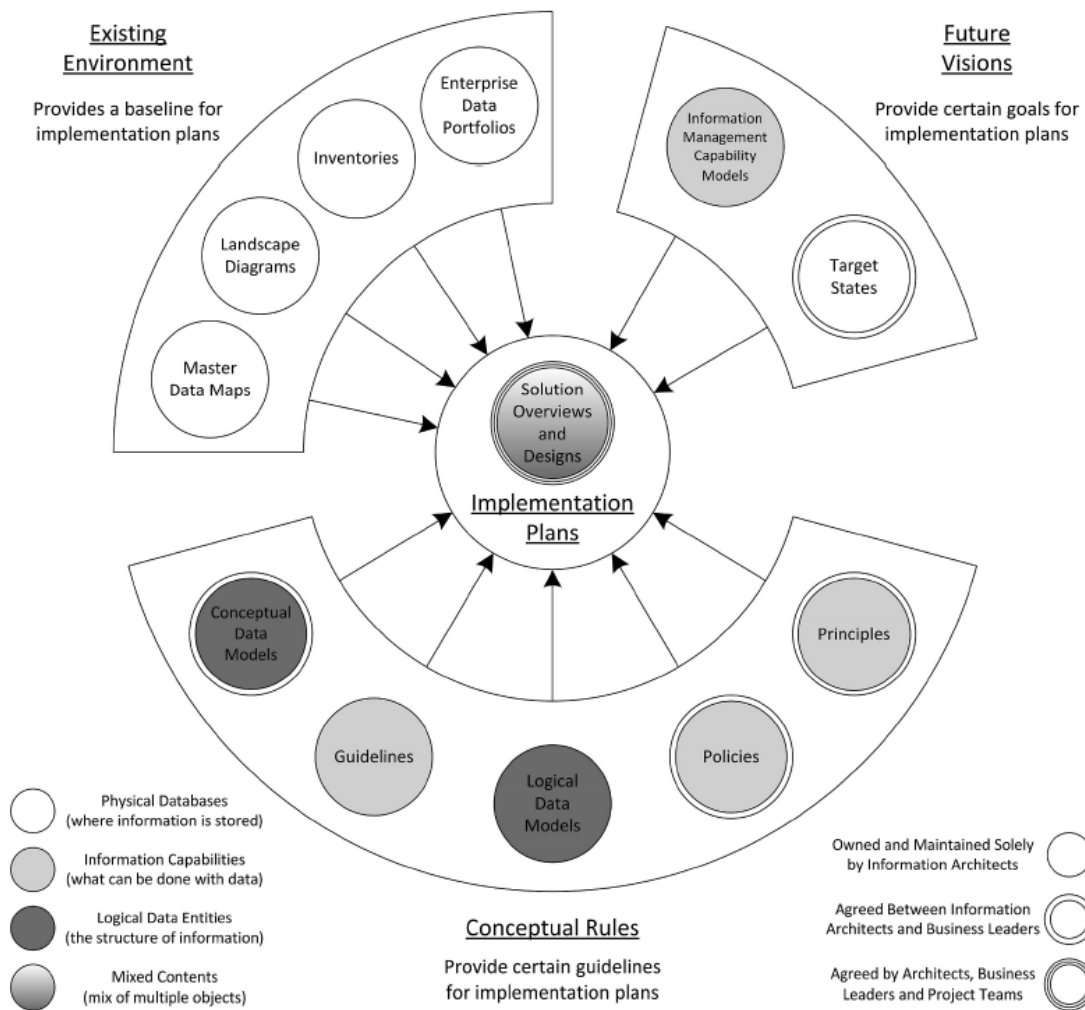 Existing
Environment
Provides a baseline for
implementation plans
Enterprise
Data
Portfolios
Inventories
Landscape
Diagrams
Master
Data Maps
Future
Visions
Provide certain goals for
implementation plans
Information
Management
Capability
Models
Target
States
Solution
Overviews
and
Designs
Implementation
Plans
Conceptual
Data
Models
Guidelines
Logical
Data
Models
Policies
Principles
Conceptual Rules
Provide certain guidelines
for implementation plans
Physical Databases
(where information is stored)
Information Capabilities
(what can be done with data)
Logical Data Entities
(the structure of information)
Mixed Contents
(mix of multiple objects)
Owned and Maintained Solely
by Information Architects
Agreed Between Information
Architects and Business Leaders
Agreed by Architects, Business
Leaders and Project Teams